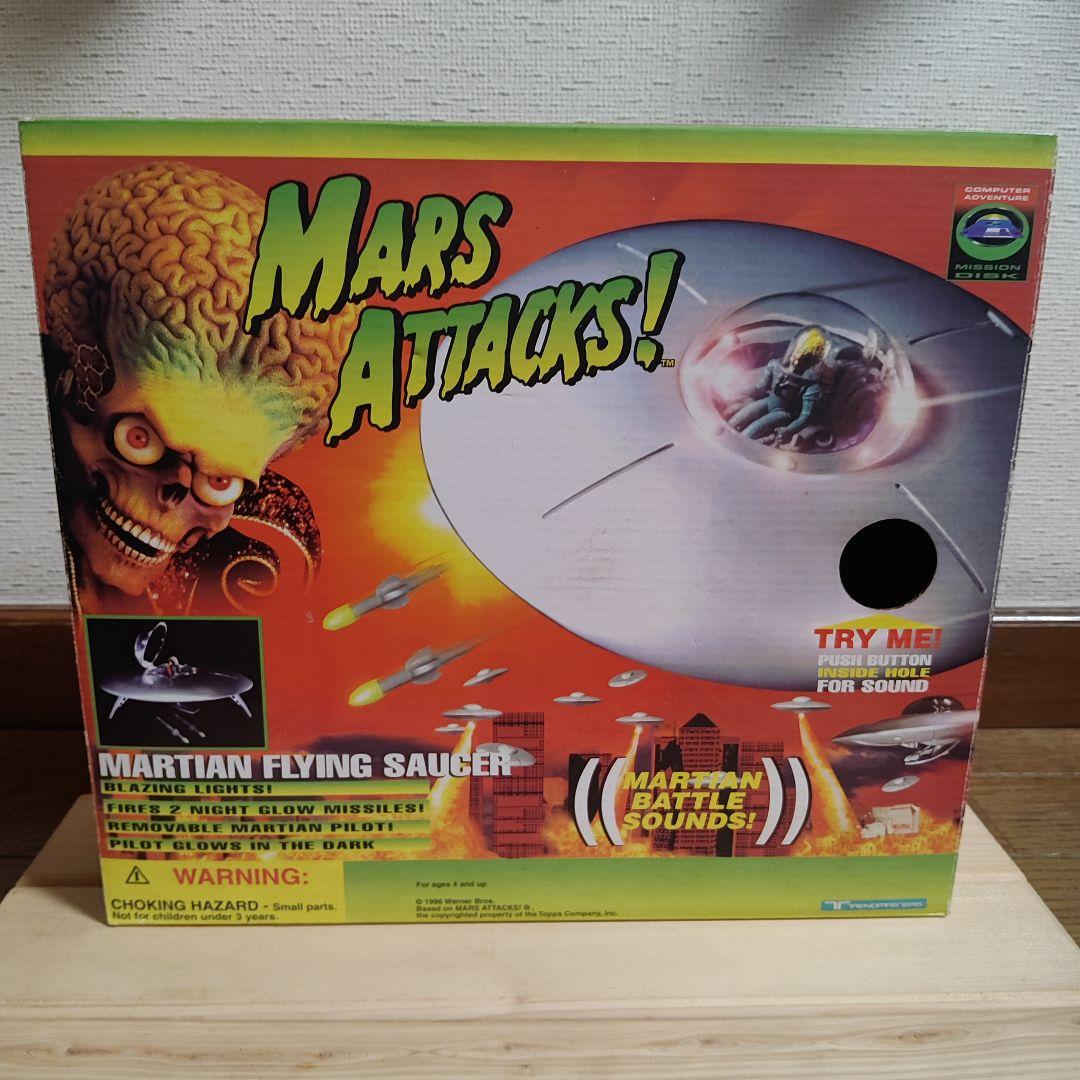 MARS
ATTACKS!
TM
COMPUTER
ADVENTURE
MISSION
DISK
TRY ME!
PUSH BUTTON
INSIDE HOLE
FOR SOUND
MARTIAN FLYING SAUCER
BLAZING LIGHTS!
FIRES 2 NIGHT GLOW MISSILES!
REMOVABLE MARTIAN PILOT!
PILOT GLOWS IN THE DARK
((MARTIAN
BATTLE
SOUNDS!))
WARNING:
CHOKING HAZARD - Small parts.
Not for children under 3 years.
For ages 4 and up
© 1996 Warner Bros.
Based on MARS ATTACKS! ®,
the copyrighted property of the Topps Company, Inc.
TRENDMASTERS